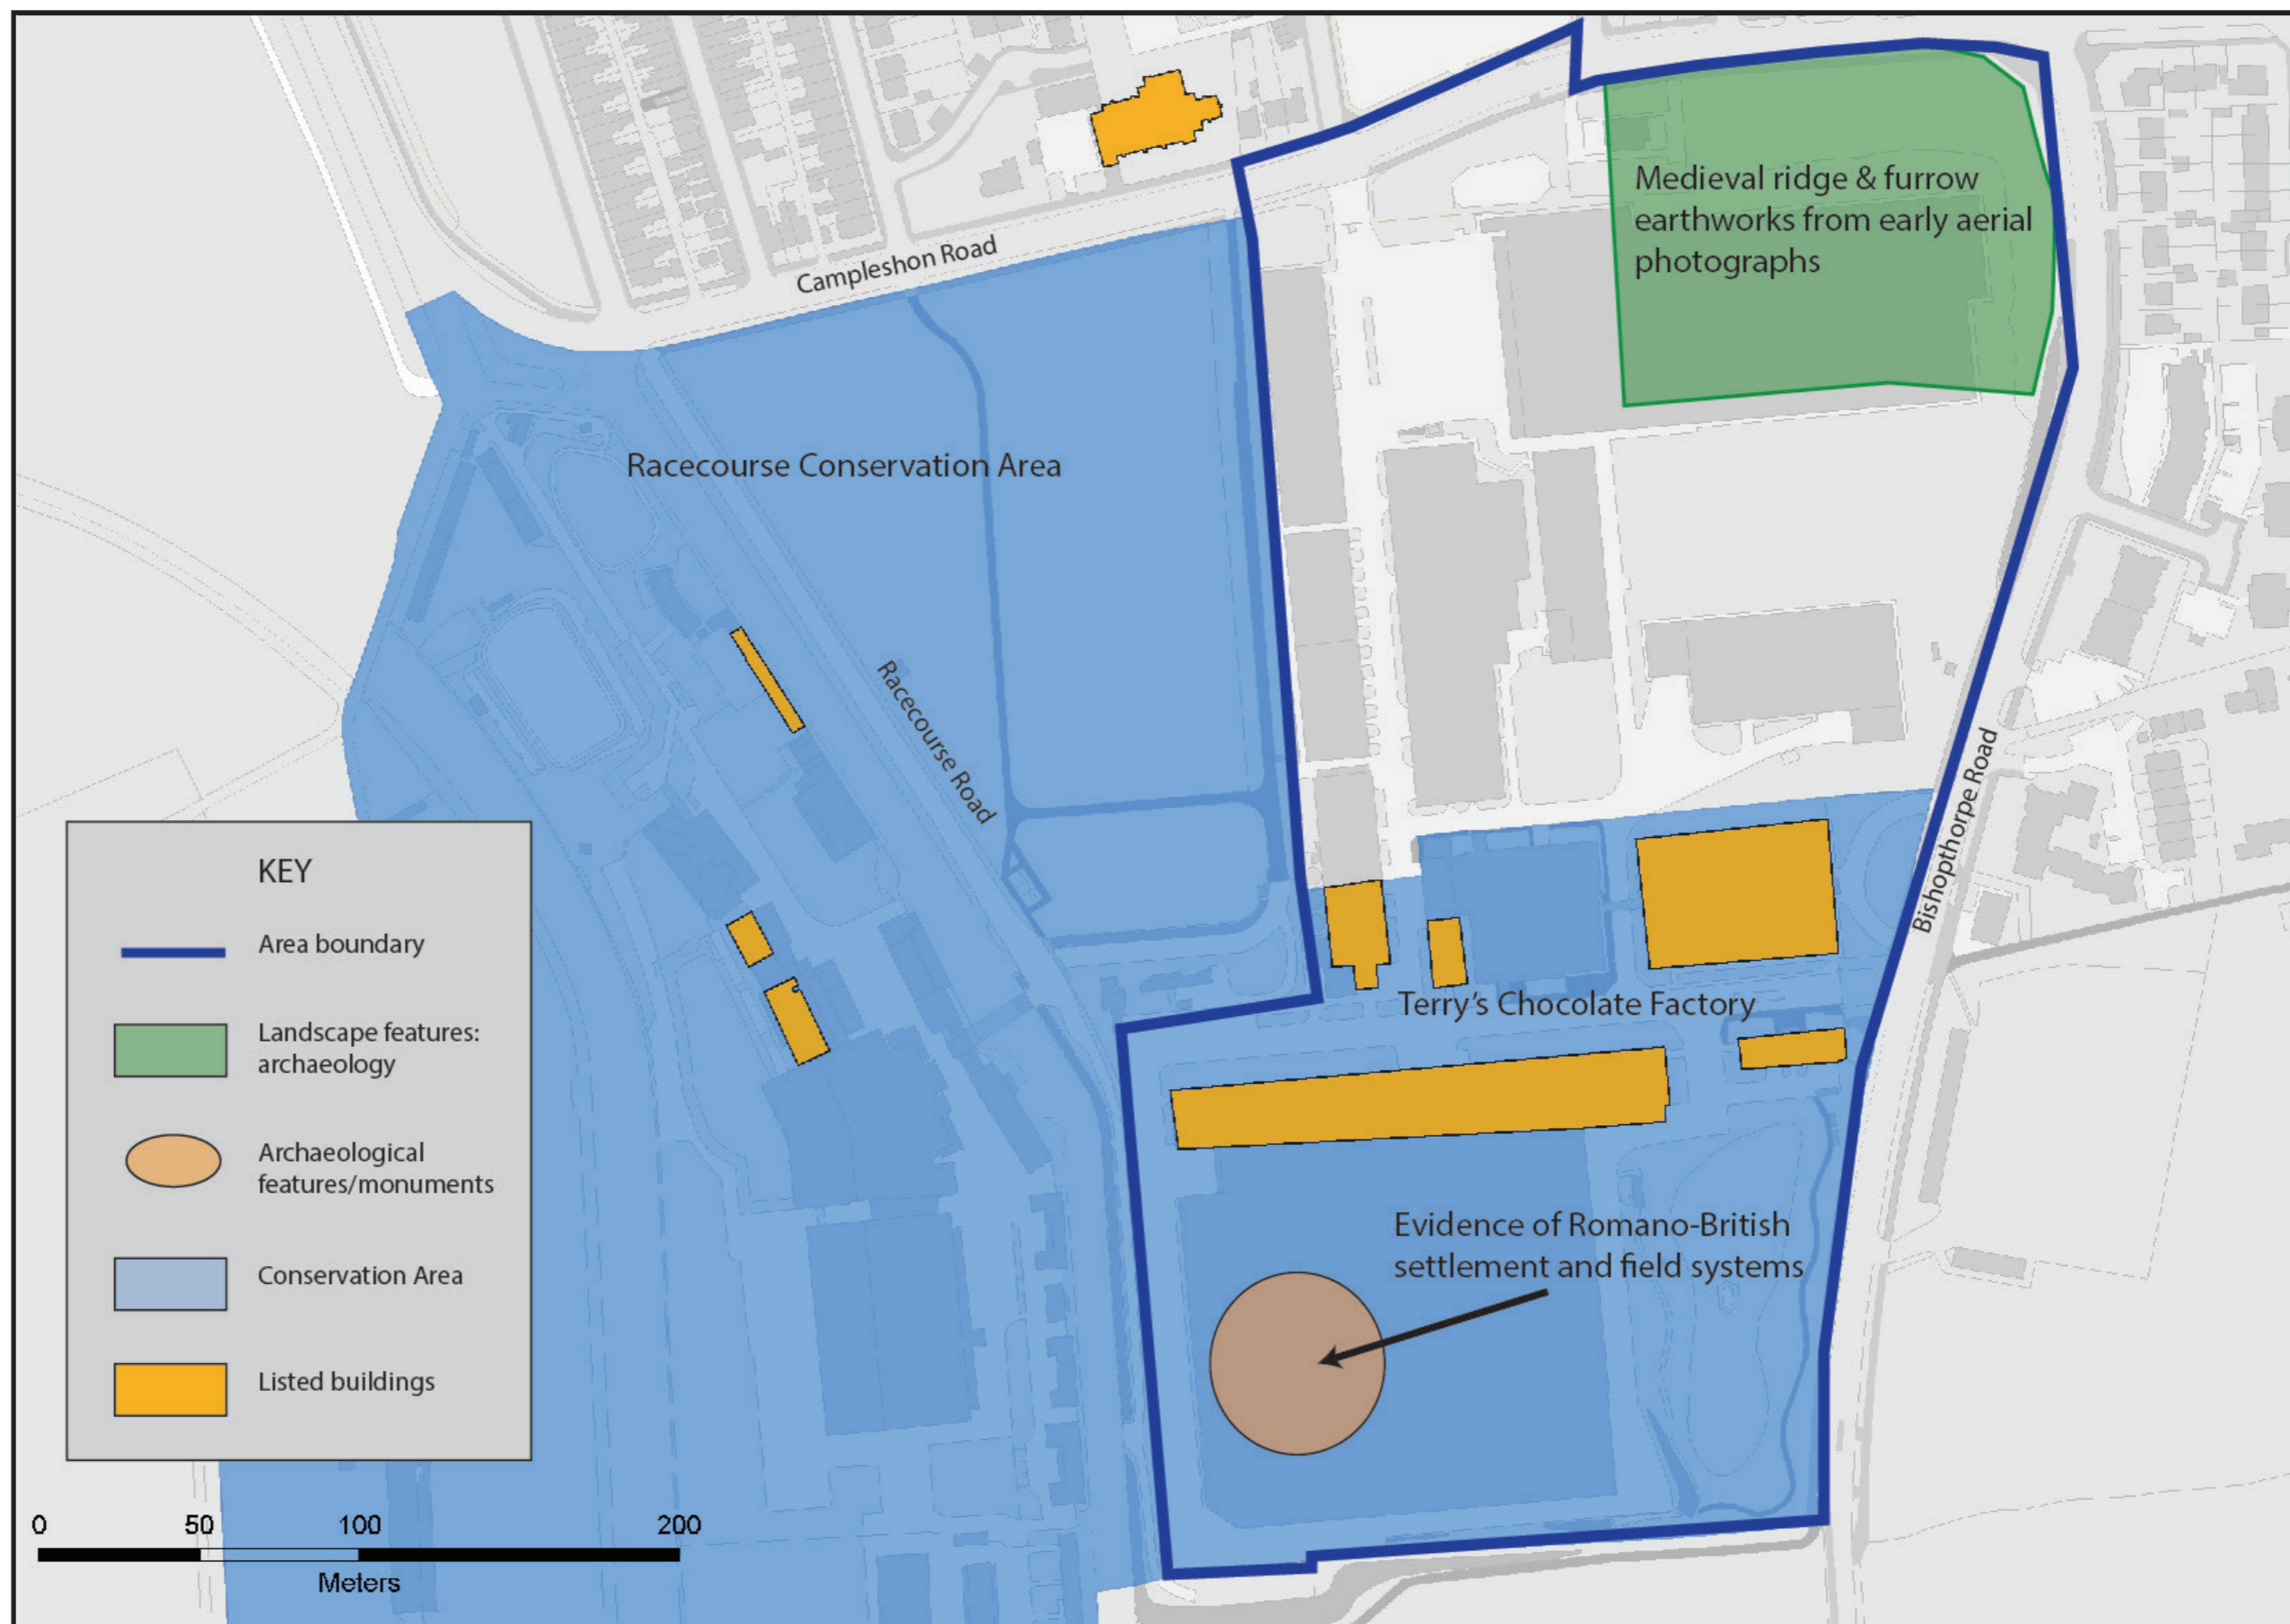 Medieval ridge & furrow
earthworks from early aerial
photographs
Campleshon Road
Racecourse Conservation Area
Racecourse Road
Bishopthorpe Road
Terry’s Chocolate Factory
Evidence of Romano-British
settlement and field systems
KEY
Area boundary
Landscape features:
archaeology
Archaeological
features/monuments
Conservation Area
Listed buildings
0 50 100 200
Meters